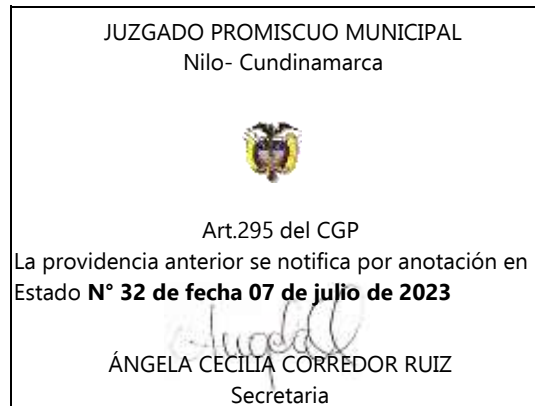 JUZGADO PROMISCUO MUNICIPAL
Nilo- Cundinamarca
Art.295 del CGP
La providencia anterior se notifica por anotación en
Estado N° 32 de fecha 07 de julio de 2023
ÁNGELA CECILIA CORREDOR RUIZ
Secretaria